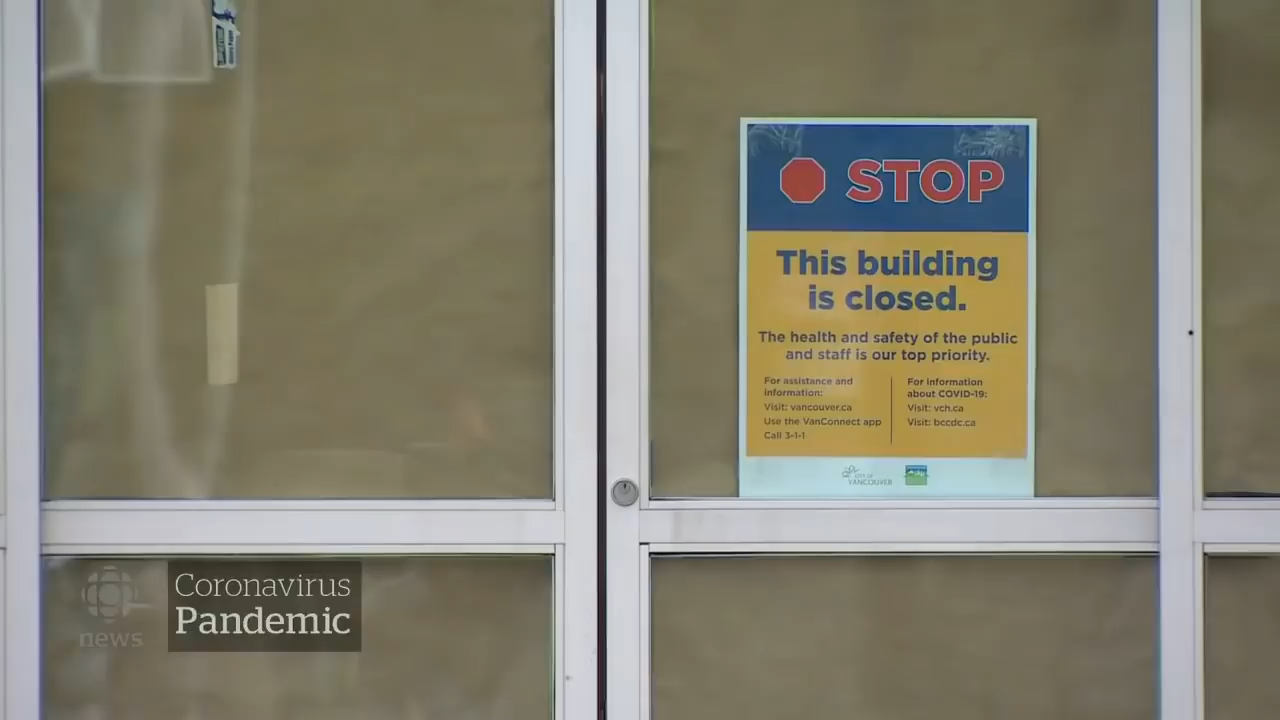 STOP
This building
is closed.
The health and safety of the public
and staff is our top priority.
For assistance and
information:
Visit: vancouver.ca
Use the VanConnect app
Call 3-1-1
For information
about COVID-19:
Visit: vch.ca
Visit: bccdc.ca
CITY OF
VANCOUVER
Coronavirus
Pandemic
news